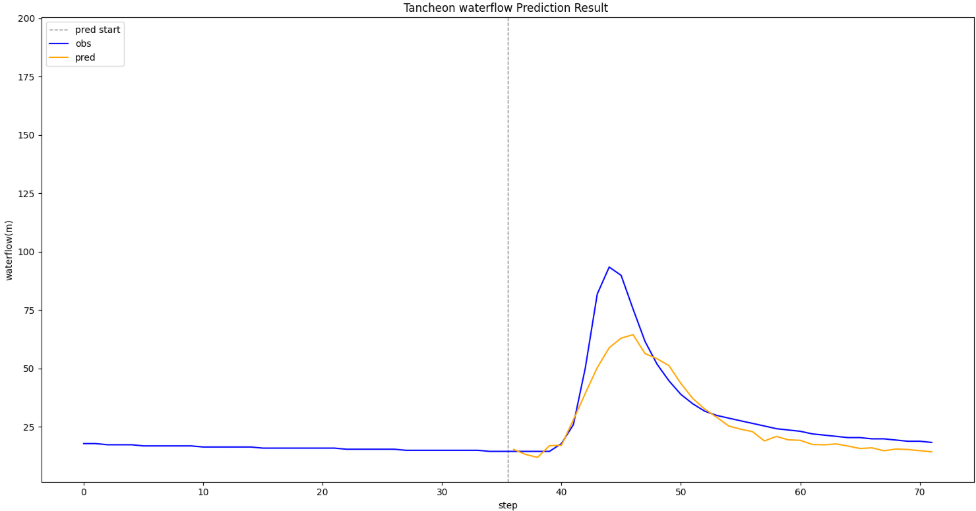 Tancheon waterflow Prediction Result
200
175
150
125
100
75
50
25
waterflow(m)
pred start
obs
pred
0 10 20 30 40 50 60 70
step